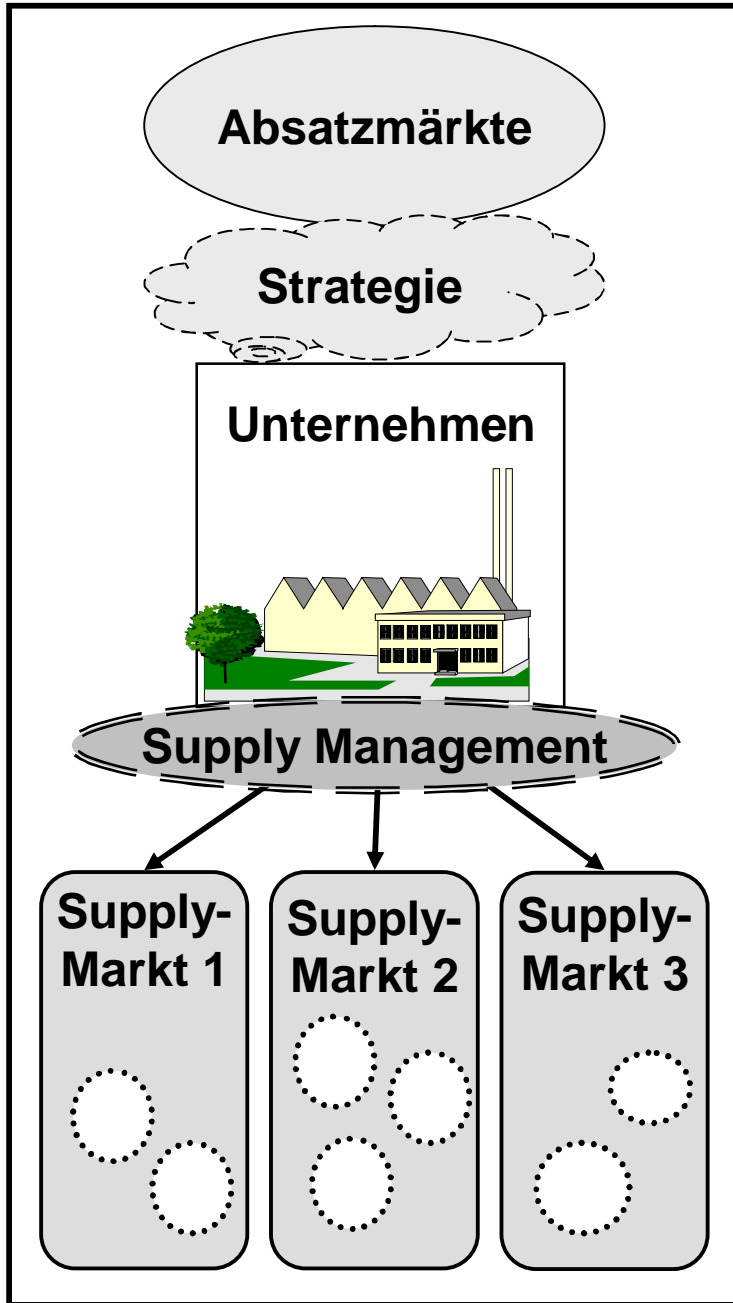 Absatzmärkte
Strategie
Unternehmen
Supply Management
Supply-
Markt 1
Supply-
Markt 2
Supply-
Markt 3